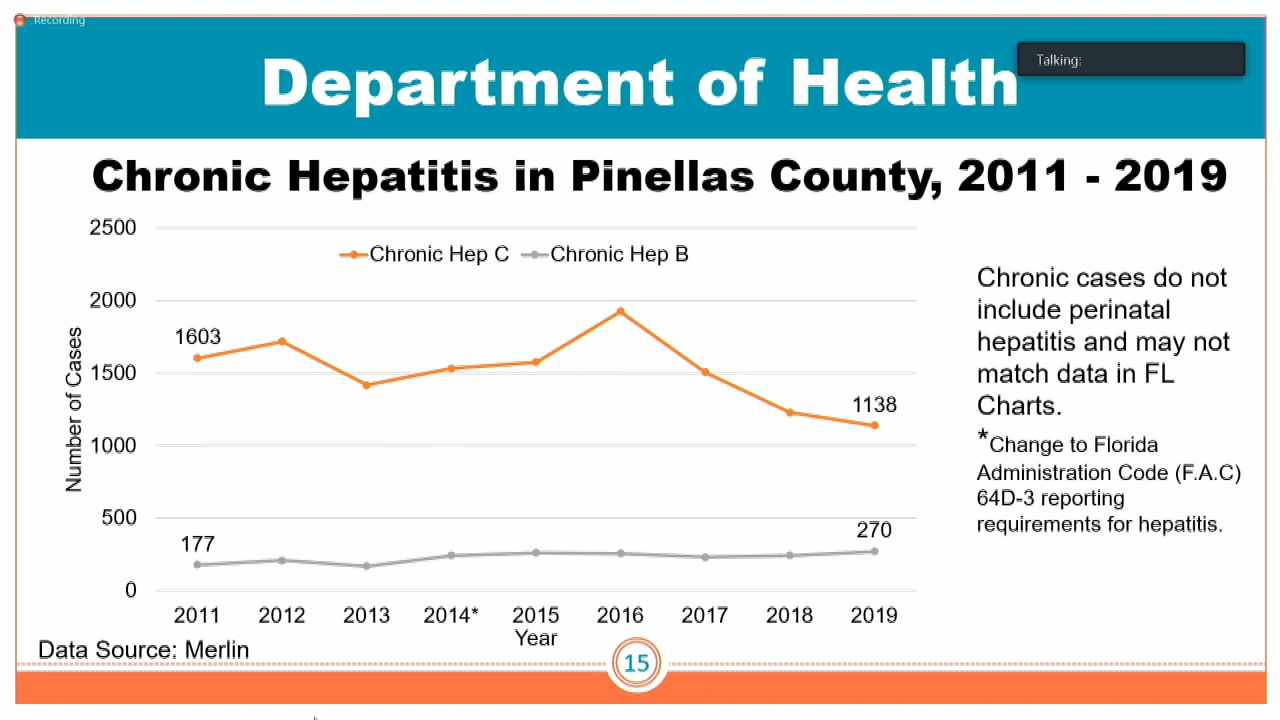 Recording
Talking:
Department of Health
Chronic Hepatitis in Pinellas County, 2011 - 2019
2500
Chronic Hep C Chronic Hep B
2000
1603
1500
1138
1000
500
177
270
0
Number of Cases
2011 2012 2013 2014* 2015 2016 2017 2018 2019
Year
Chronic cases do not
include perinatal
hepatitis and may not
match data in FL
Charts.
*Change to Florida
Administration Code (F.A.C)
64D-3 reporting
requirements for hepatitis.
Data Source: Merlin
15